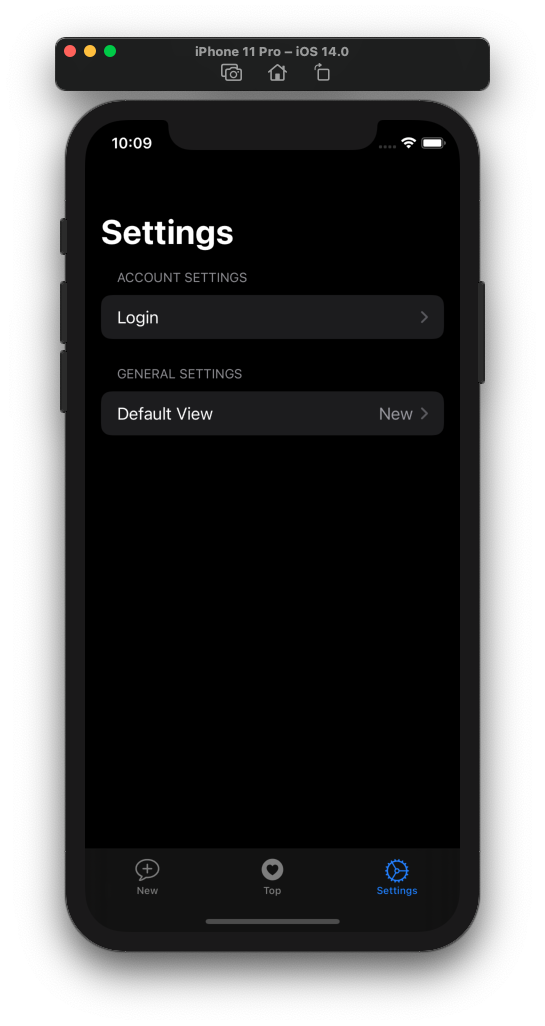 iPhone 11 Pro – iOS 14.0
10:09
Settings
ACCOUNT SETTINGS
Login
GENERAL SETTINGS
Default View New
New Top Settings